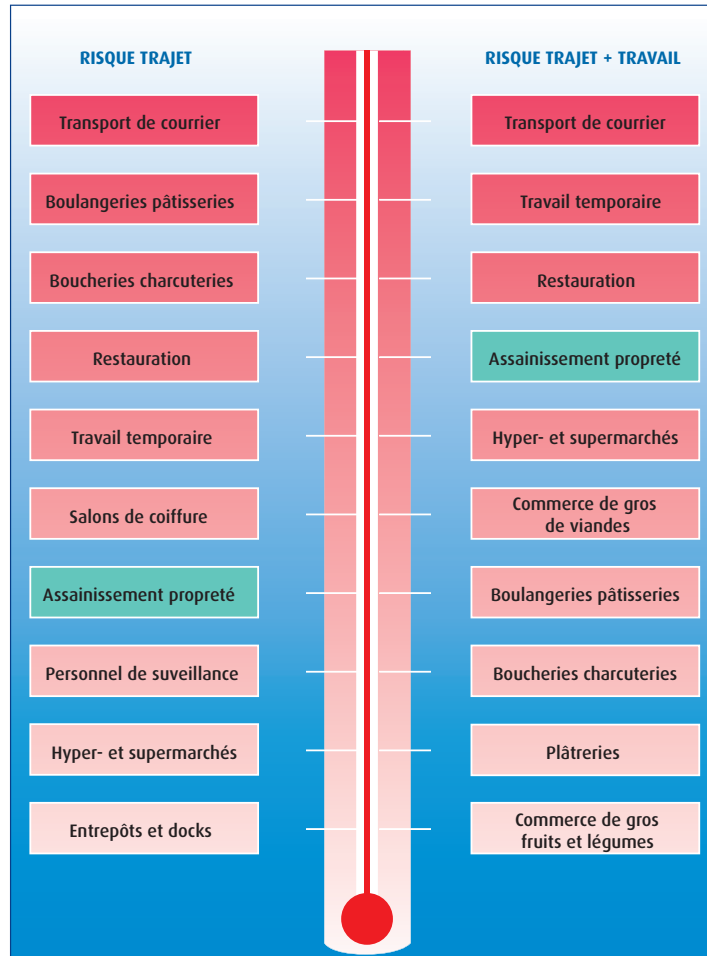 RISQUE TRAJET
Transport de courrier
Boulangeries pâtisseries
Boucheries charcuteries
Restauration
Travail temporaire
Salons de coiffure
Assainissement propreté
Personnel de suveillance
Hyper- et supermarchés
Entrepôts et docks
RISQUE TRAJET + TRAVAIL
Transport de courrier
Travail temporaire
Restauration
Assainissement propreté
Hyper- et supermarchés
Commerce de gros
de viandes
Boulangeries pâtisseries
Boucheries charcuteries
Plâtreries
Commerce de gros
fruits et légumes